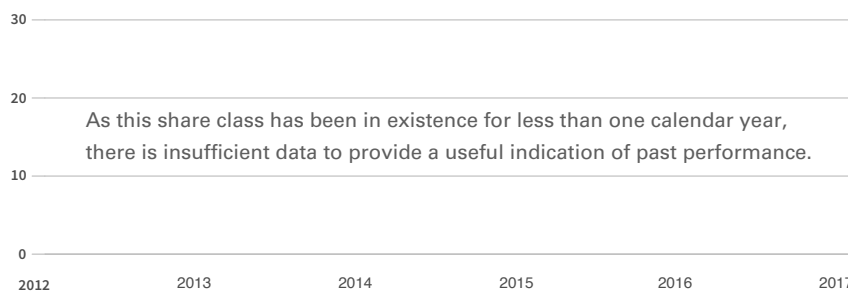 30
20
As this share class has been in existence for less than one calendar year,
there is insufficient data to provide a useful indication of past performance.
10
0
2012 2013 2014 2015 2016 2017